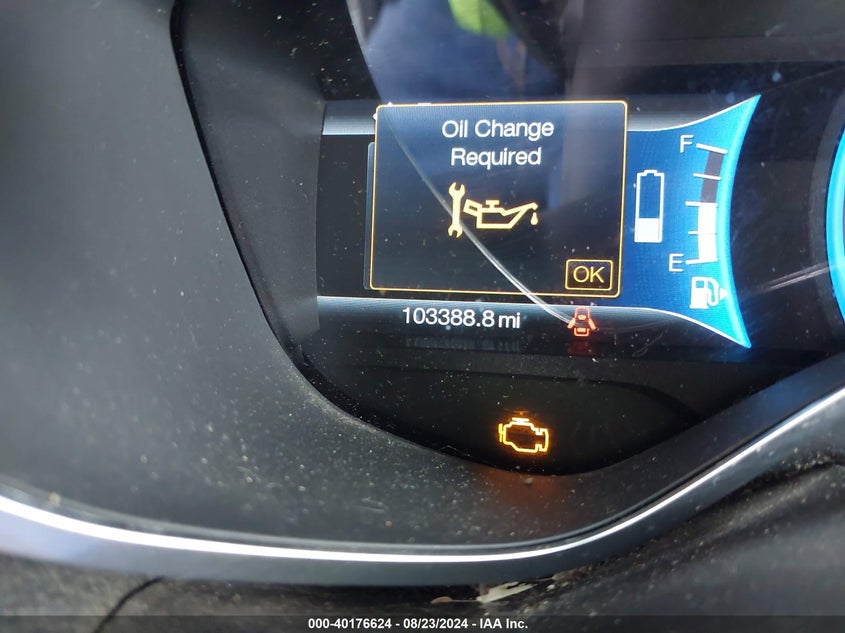 Oil Change
Required
OK
F
E
103388.8 mi
000-40176624 - 08/23/2024 - IAA Inc.